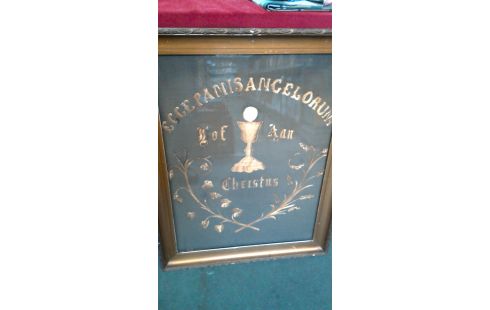 ECCE PANIS ANGELORUM
Lof Aan
Christus